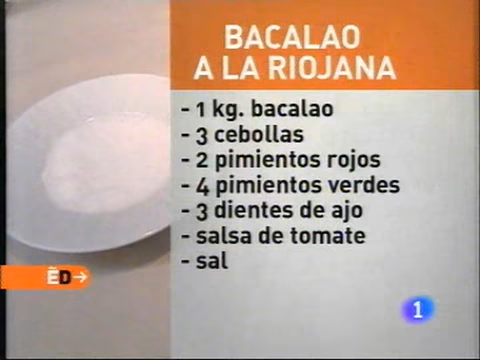 BACALAO
A LA RIOJANA
- 1 kg. bacalao
- 3 cebollas
- 2 pimientos rojos
- 4 pimientos verdes
- 3 dientes de ajo
- salsa de tomate
- sal
ẼD→
1